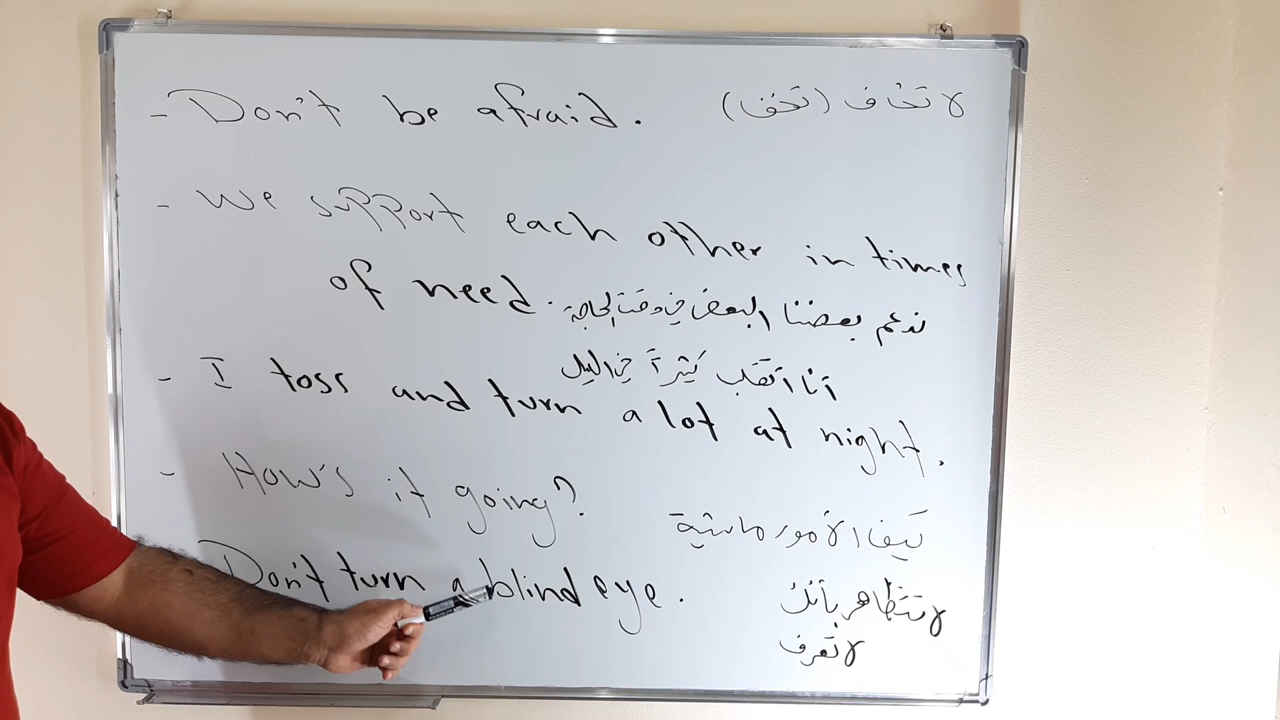 - Don't be afraid. لا تخاف (تخف)
- We support each other in times
of need. ندعم بعضنا البعض في وقت الحاجة
أنا أتقلب كثيراً في الليل
- I toss and turn a lot at night.
- How's it going? كيف الأمور ماشية
Don't turn a blind eye. لا تتظاهر بأنك
لا تعرف